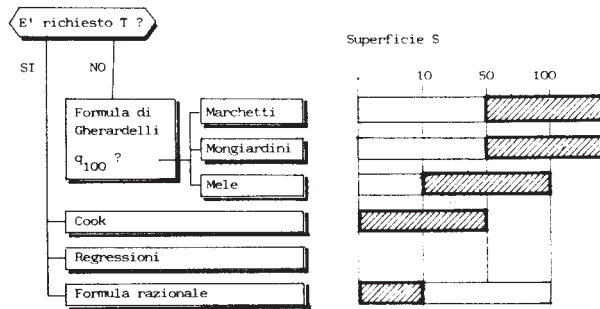 E' richiesto T ?
Superficie S
SI
NO
. 10 50 100
Formula di
Gherardelli
q100 ?
Marchetti
Mongiardini
Mele
Cook
Regressioni
Formula razionale